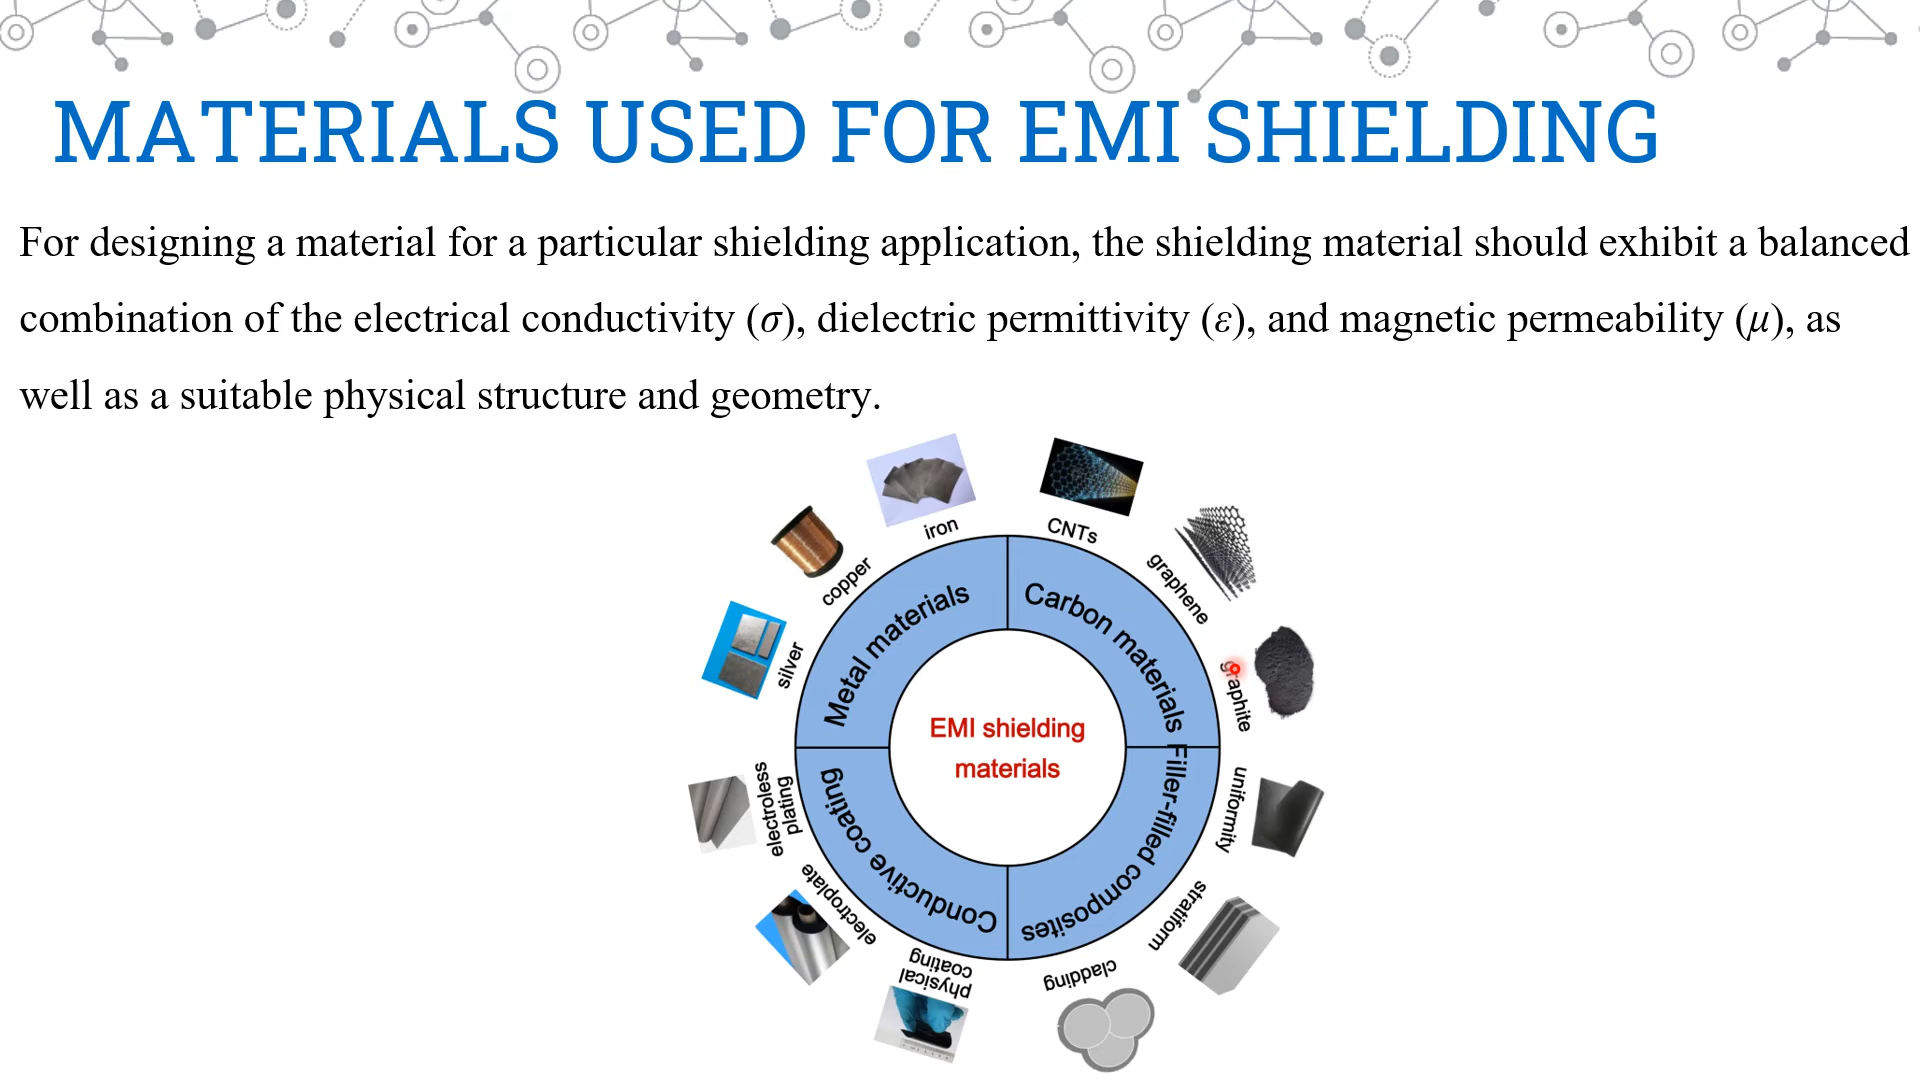 MATERIALS USED FOR EMI SHIELDING
For designing a material for a particular shielding application, the shielding material should exhibit a balanced
combination of the electrical conductivity (σ), dielectric permittivity (ε), and magnetic permeability (μ), as
well as a suitable physical structure and geometry.
iron
CNTs
copper
graphene
silver
graphite
Metal materials
Carbon materials
EMI shielding
materials
electroless
plating
uniformity
Conductive coating
Filler-filled composites
electroplate
stratiform
physical
coating
cladding